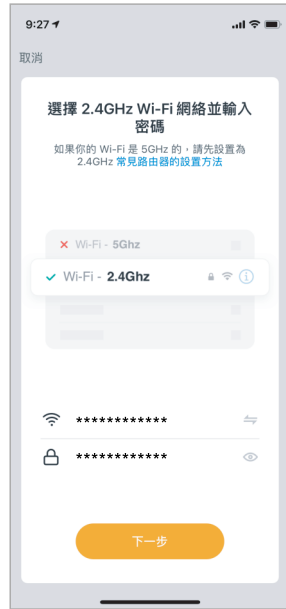 9:27
取消
選擇 2.4GHz Wi-Fi 網絡並輸入
密碼
如果你的 Wi-Fi 是 5GHz 的，請先設置為
2.4GHz 常見路由器的設置方法
Wi-Fi - 5Ghz
Wi-Fi - 2.4Ghz
************
************
下一步